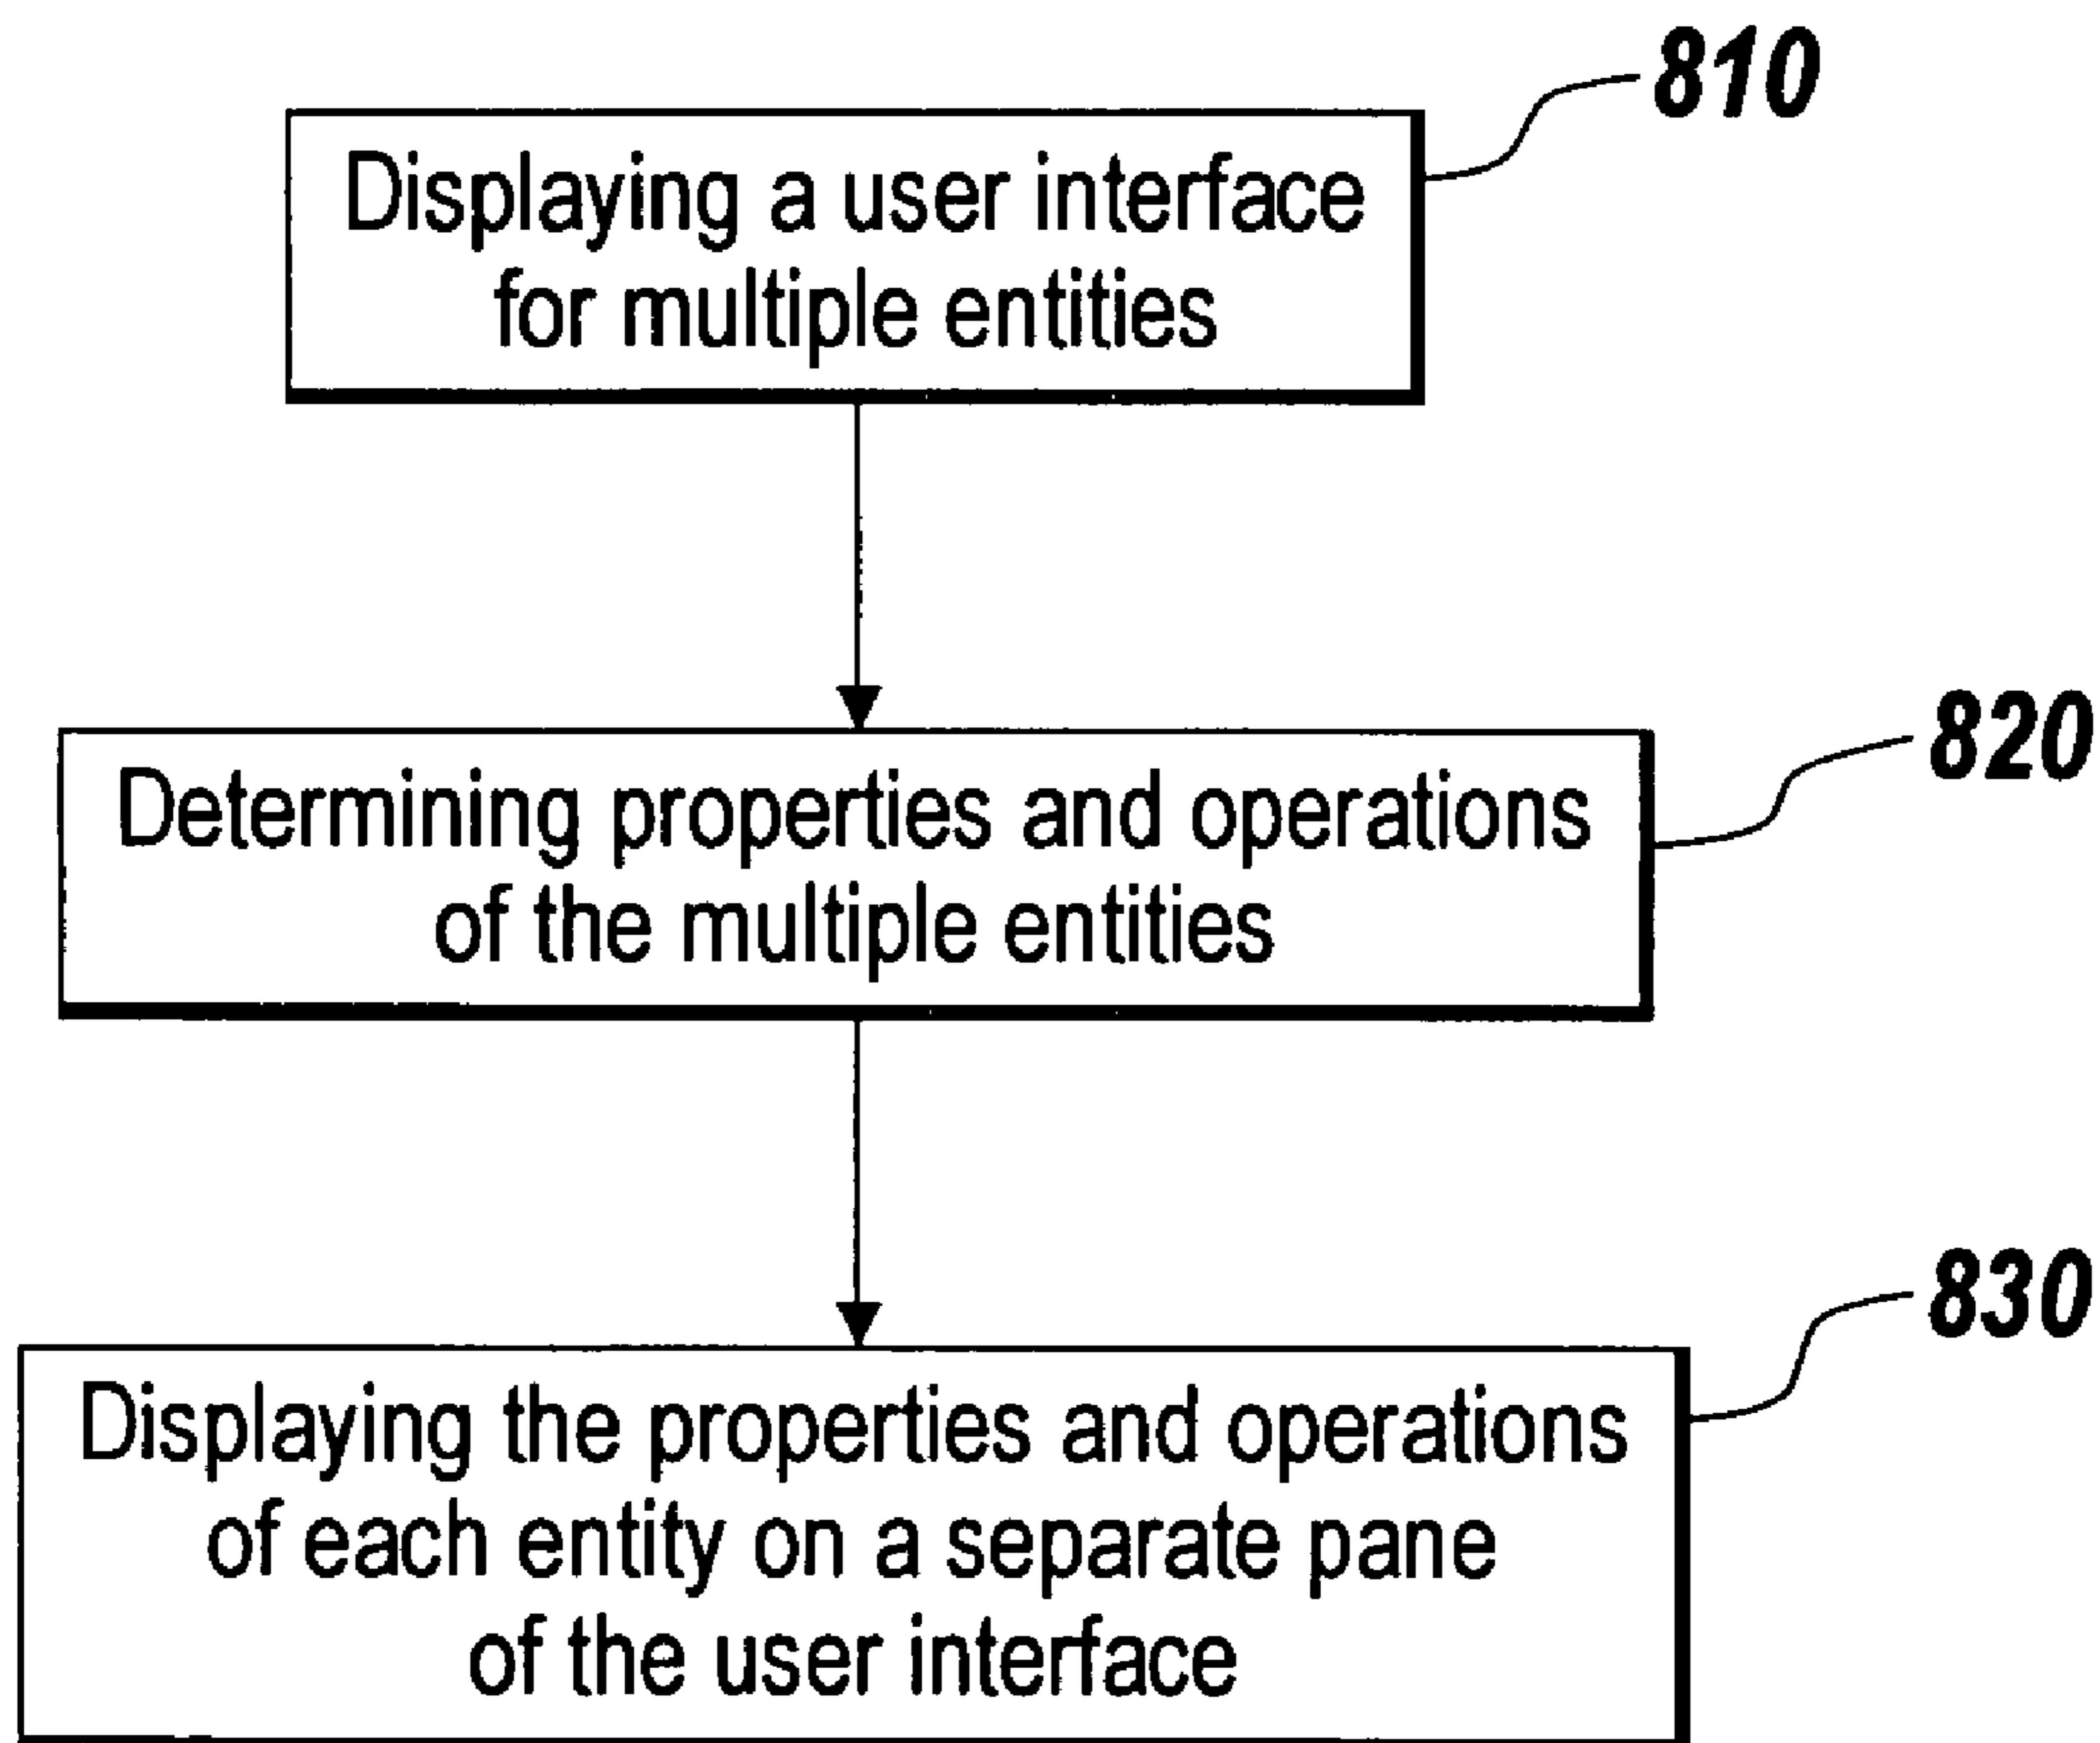 810
Displaying a user interface
for multiple entities
820
Determining properties and operations
of the multiple entities
830
Displaying the properties and operations
of each entity on a separate pane
of the user interface